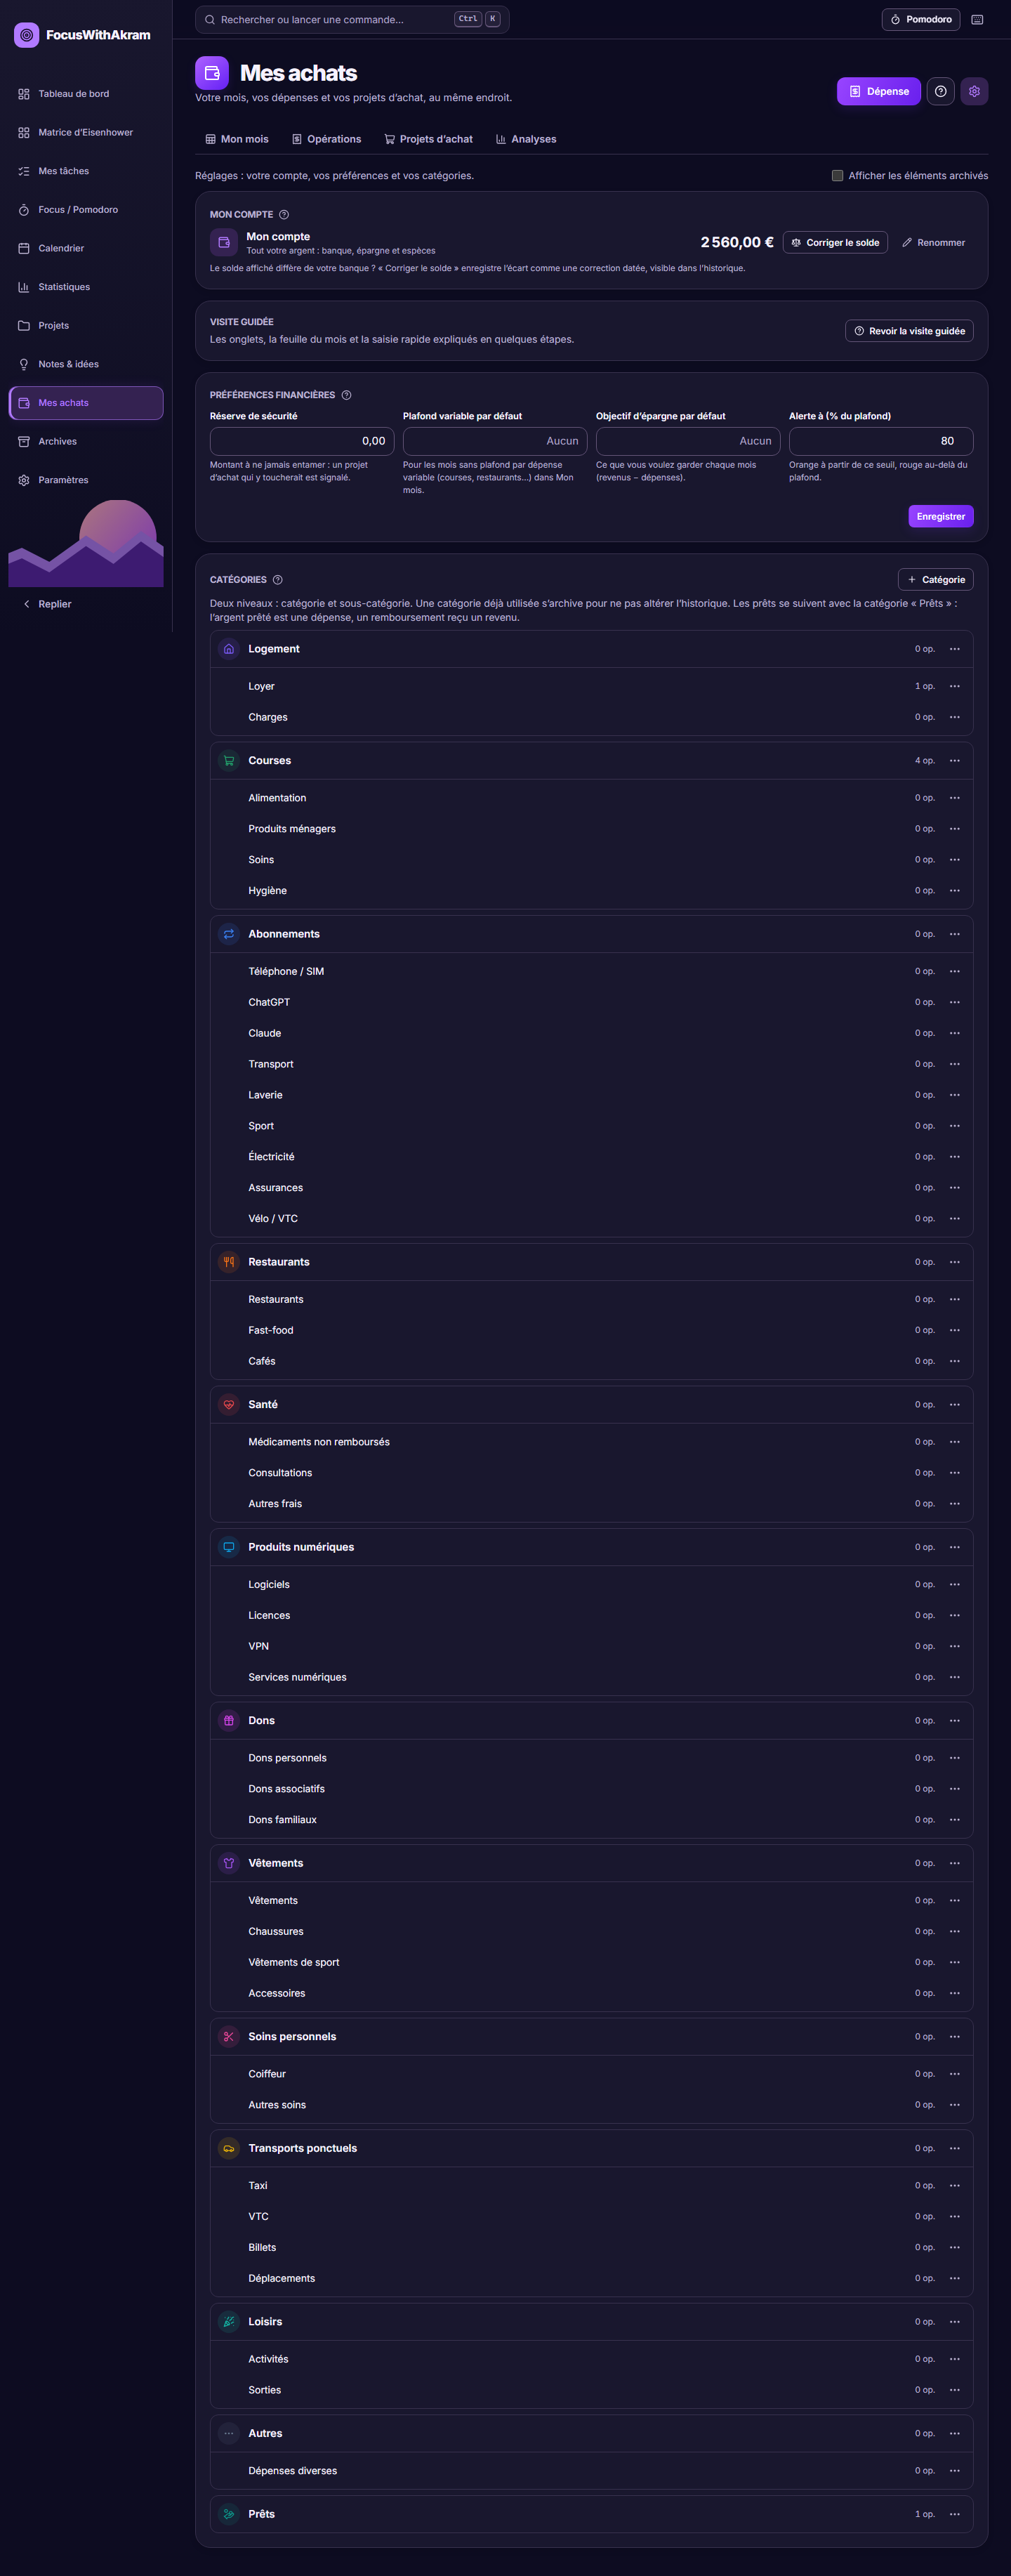 FocusWithAkram
Rechercher ou lancer une commande...
Ctrl K
Pomodoro
Tableau de bord
Matrice d’Eisenhower
Mes tâches
Focus / Pomodoro
Calendrier
Statistiques
Projets
Notes & idées
Mes achats
Archives
Paramètres
Replier
Mes achats
Votre mois, vos dépenses et vos projets d’achat, au même endroit.
Dépense
Mon mois
Opérations
Projets d’achat
Analyses
Réglages : votre compte, vos préférences et vos catégories.
Afficher les éléments archivés
MON COMPTE
Mon compte
Tout votre argent : banque, épargne et espèces
2 560,00 €
Corriger le solde
Renommer
Le solde affiché diffère de votre banque ? « Corriger le solde » enregistre l’écart comme une correction datée, visible dans l’historique.
VISITE GUIDÉE
Les onglets, la feuille du mois et la saisie rapide expliqués en quelques étapes.
Revoir la visite guidée
PRÉFÉRENCES FINANCIÈRES
Réserve de sécurité
0,00
Montant à ne jamais entamer : un projet
d’achat qui y toucherait est signalé.
Plafond variable par défaut
Aucun
Pour les mois sans plafond par dépense
variable (courses, restaurants...) dans Mon
mois.
Objectif d’épargne par défaut
Aucun
Ce que vous voulez garder chaque mois
(revenus − dépenses).
Alerte à (% du plafond)
80
Orange à partir de ce seuil, rouge au-delà du
plafond.
Enregistrer
CATÉGORIES
+ Catégorie
Deux niveaux : catégorie et sous-catégorie. Une catégorie déjà utilisée s’archive pour ne pas altérer l’historique. Les prêts se suivent avec la catégorie « Prêts » :
l’argent prêté est une dépense, un remboursement reçu un revenu.
Logement 0 op.
Loyer 1 op.
Charges 0 op.
Courses 4 op.
Alimentation 0 op.
Produits ménagers 0 op.
Soins 0 op.
Hygiène 0 op.
Abonnements 0 op.
Téléphone / SIM 0 op.
ChatGPT 0 op.
Claude 0 op.
Transport 0 op.
Laverie 0 op.
Sport 0 op.
Électricité 0 op.
Assurances 0 op.
Vélo / VTC 0 op.
Restaurants 0 op.
Restaurants 0 op.
Fast-food 0 op.
Cafés 0 op.
Santé 0 op.
Médicaments non remboursés 0 op.
Consultations 0 op.
Autres frais 0 op.
Produits numériques 0 op.
Logiciels 0 op.
Licences 0 op.
VPN 0 op.
Services numériques 0 op.
Dons 0 op.
Dons personnels 0 op.
Dons associatifs 0 op.
Dons familiaux 0 op.
Vêtements 0 op.
Vêtements 0 op.
Chaussures 0 op.
Vêtements de sport 0 op.
Accessoires 0 op.
Soins personnels 0 op.
Coiffeur 0 op.
Autres soins 0 op.
Transports ponctuels 0 op.
Taxi 0 op.
VTC 0 op.
Billets 0 op.
Déplacements 0 op.
Loisirs 0 op.
Activités 0 op.
Sorties 0 op.
Autres 0 op.
Dépenses diverses 0 op.
Prêts 1 op.